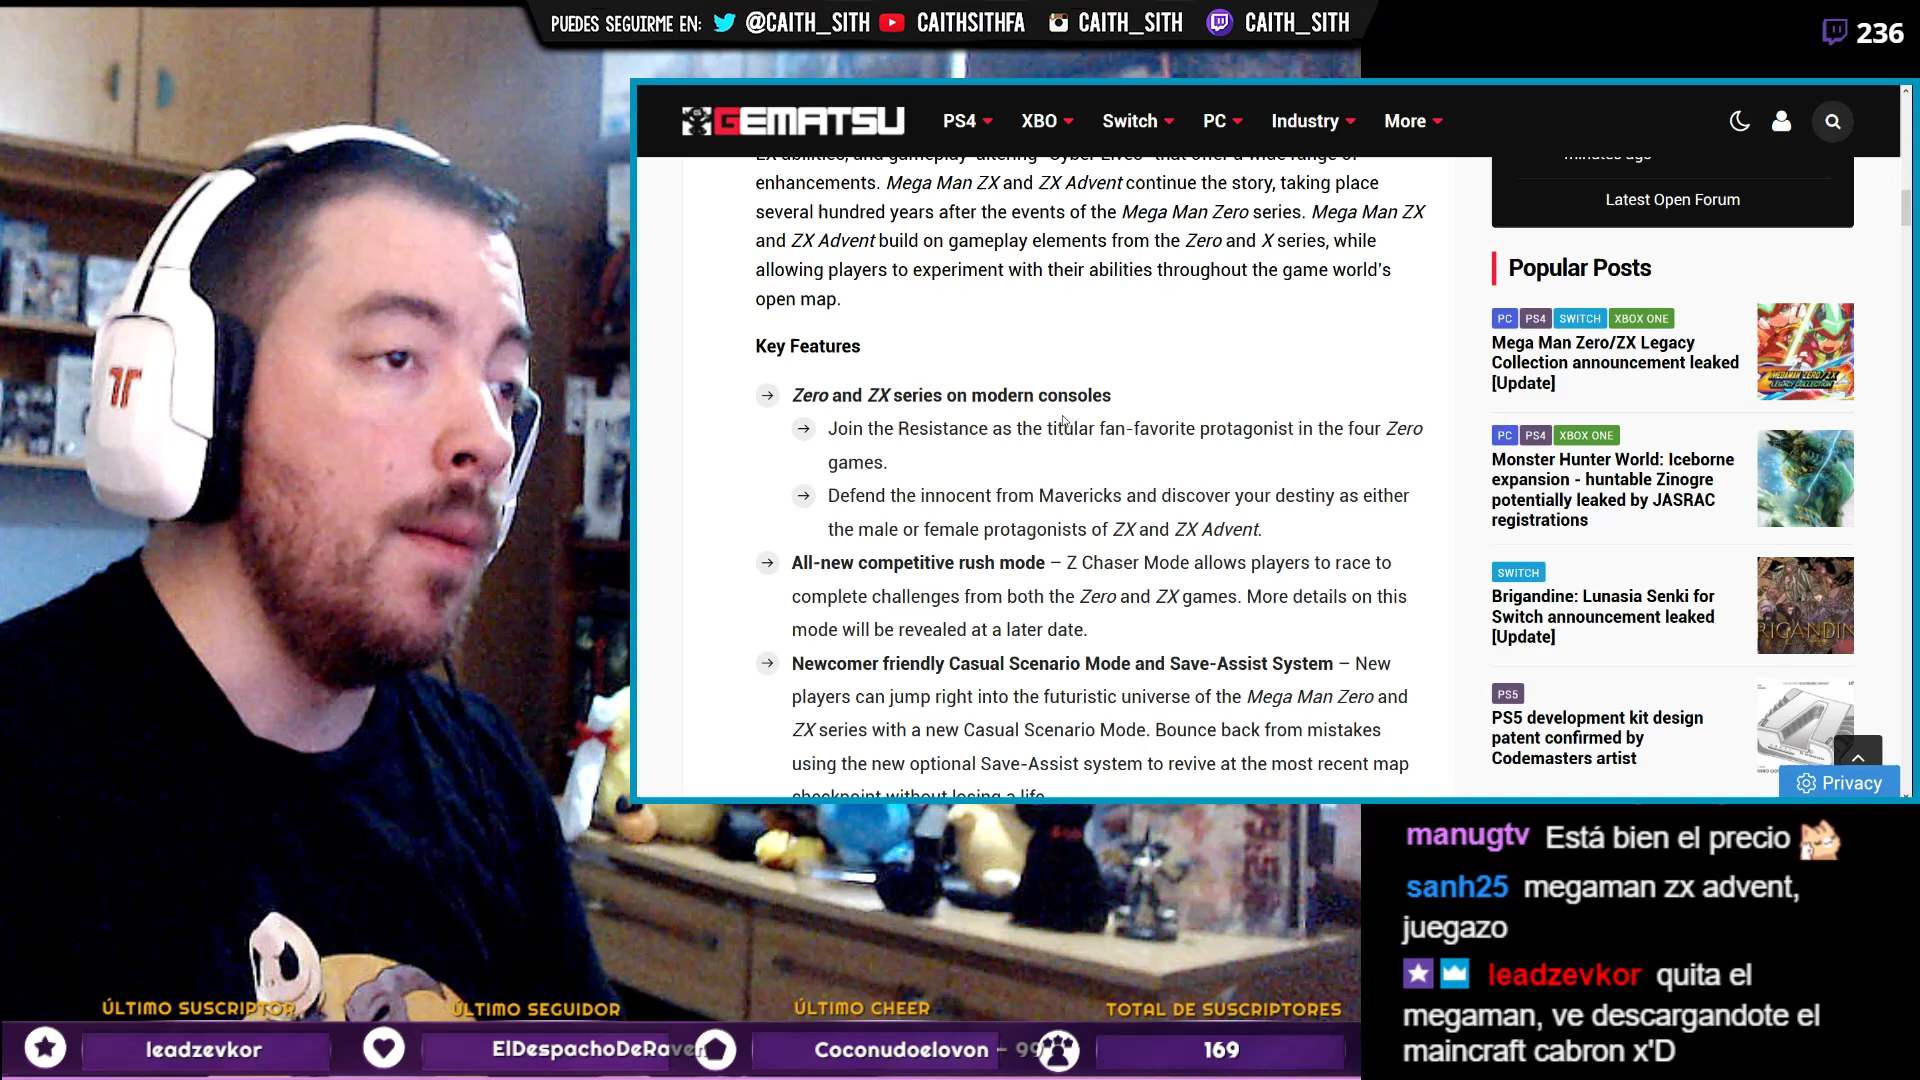 PUEDES SEGUIRME EN: @CAITH_SITH CAITHSITHFA CAITH_SITH CAITH_SITH
236
GEMATSU PS4 XBO Switch PC Industry More
enhancements. Mega Man ZX and ZX Advent continue the story, taking place
several hundred years after the events of the Mega Man Zero series. Mega Man ZX
and ZX Advent build on gameplay elements from the Zero and X series, while
allowing players to experiment with their abilities throughout the game world's
open map.
Key Features
Zero and ZX series on modern consoles
Join the Resistance as the titular fan-favorite protagonist in the four Zero
games.
Defend the innocent from Mavericks and discover your destiny as either
the male or female protagonists of ZX and ZX Advent.
All-new competitive rush mode – Z Chaser Mode allows players to race to
complete challenges from both the Zero and ZX games. More details on this
mode will be revealed at a later date.
Newcomer friendly Casual Scenario Mode and Save-Assist System – New
players can jump right into the futuristic universe of the Mega Man Zero and
ZX series with a new Casual Scenario Mode. Bounce back from mistakes
using the new optional Save-Assist system to revive at the most recent map
checkpoint without losing a life
minutes ago
Latest Open Forum
Popular Posts
PC PS4 SWITCH XBOX ONE
Mega Man Zero/ZX Legacy
Collection announcement leaked
[Update]
PC PS4 XBOX ONE
Monster Hunter World: Iceborne
expansion - huntable Zinogre
potentially leaked by JASRAC
registrations
SWITCH
Brigandine: Lunasia Senki for
Switch announcement leaked
[Update]
PS5
PS5 development kit design
patent confirmed by
Codemasters artist
Privacy
manugtv Está bien el precio
sanh25 megaman zx advent,
juegazo
leadzevkor quita el
megaman, ve descargandote el
maincraft cabron x'D
ÚLTIMO SUSCRIPTOR
leadzevkor
ÚLTIMO SEGUIDOR
ElDespachoDeRaven
ÚLTIMO CHEER
Coconudoelovon - 99
TOTAL DE SUSCRIPTORES
169